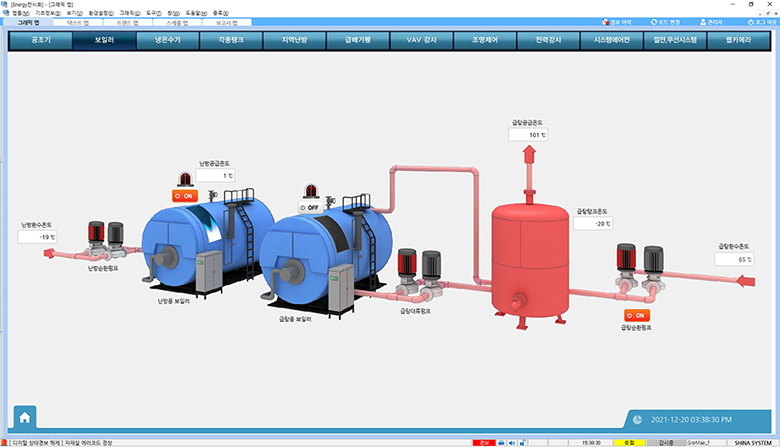 [Energy전시회] - [그래픽 맵]
맵홈(M) 기초정보(B) 보기(V) 환경설정(P) 그래픽(G) 도구(T) 창(W) 도움말(H) 종료(X)
그래픽 맵 텍스트 맵 트렌드 맵 스케줄 맵 보고서 맵 경보 이력 모드 변경 관리자 로그 아웃
공조기 보일러 냉온수기 각종탱크 지역난방 급배기휀 VAV 감시 조명제어 전력감시 시스템에어컨 절전,무선시스템 웹카메라
급탕공급온도
101 ℃
난방공급온도
1 ℃
ON
OFF
급탕탱크온도
-20 ℃
난방환수온도
-19 ℃
급탕환수온도
65 ℃
난방순환펌프
난방용 보일러
급탕용 보일러
급탕대류펌프
ON
급탕순환펌프
2021-12-20 03:38:30 PM
[ 디지털 상태경보 해제 ] 자재실 에러코드 정상
경보 15:38:30 로컬 감시중 GrpMap_f SHINA SYSTEM